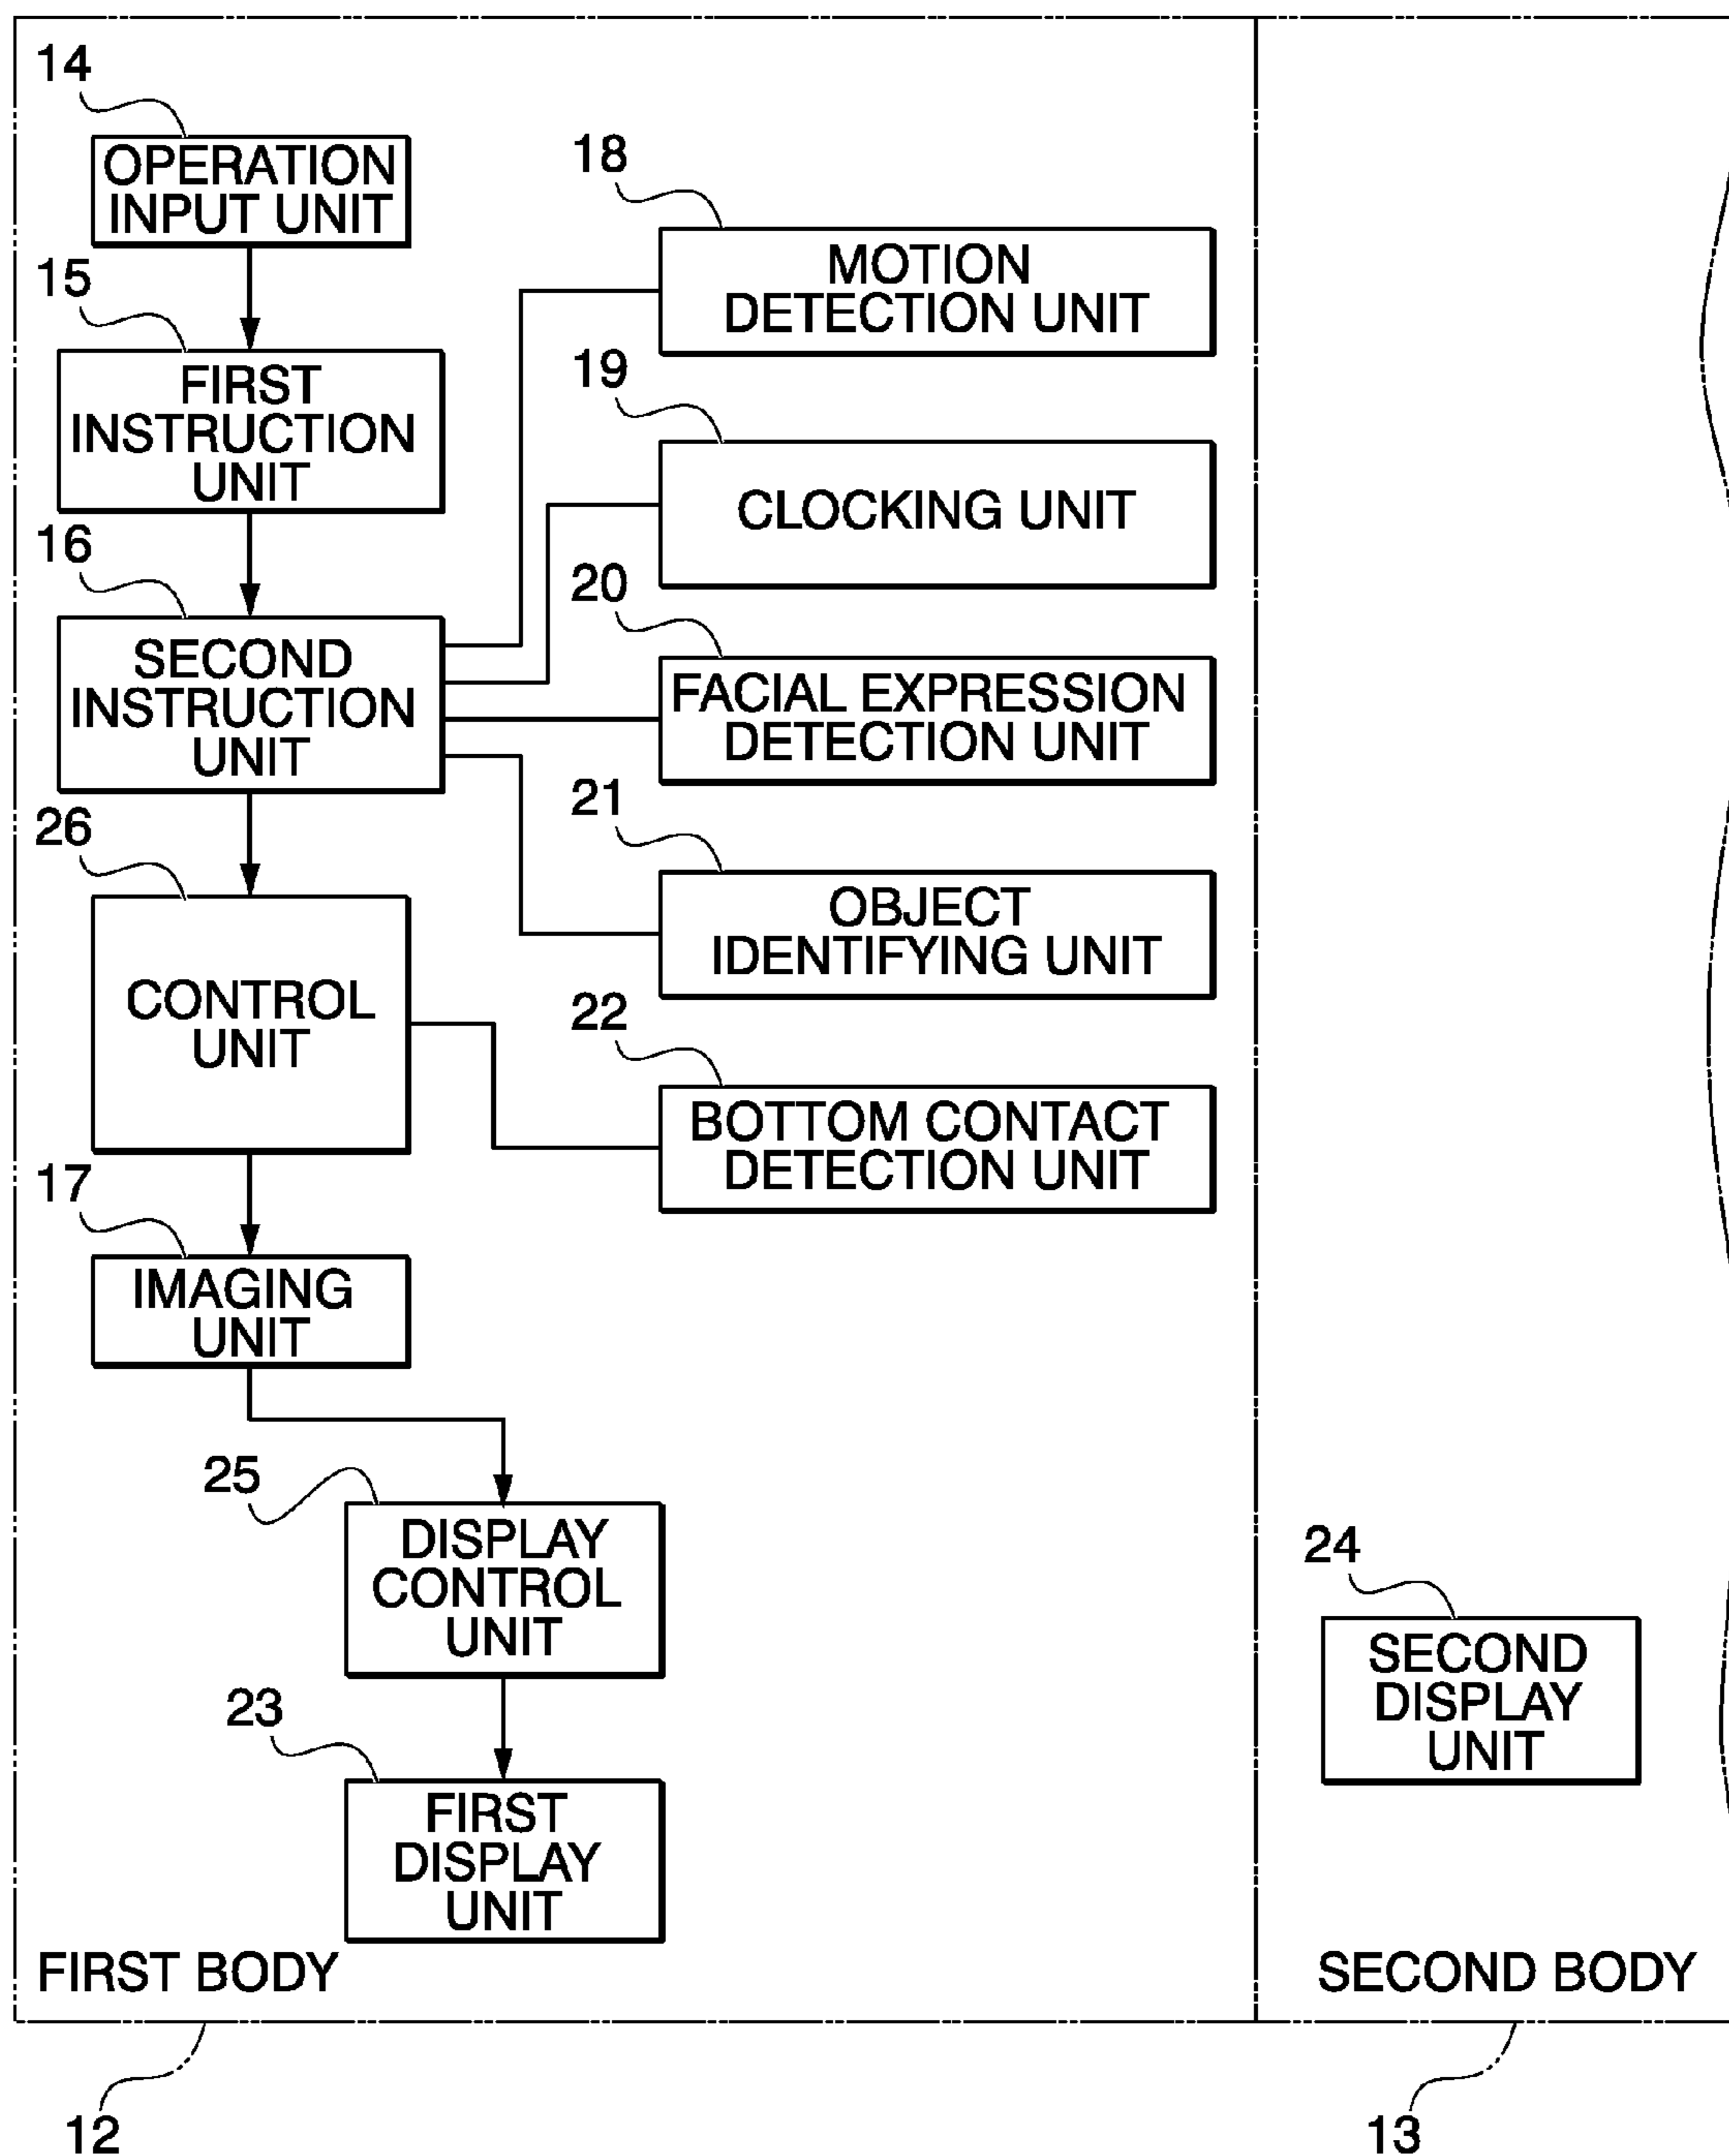 14
OPERATION
INPUT UNIT
15
FIRST
INSTRUCTION
UNIT
16
SECOND
INSTRUCTION
UNIT
26
CONTROL
UNIT
17
IMAGING
UNIT
18
MOTION
DETECTION UNIT
19
CLOCKING UNIT
20
FACIAL EXPRESSION
DETECTION UNIT
21
OBJECT
IDENTIFYING UNIT
22
BOTTOM CONTACT
DETECTION UNIT
25
DISPLAY
CONTROL
UNIT
23
FIRST
DISPLAY
UNIT
FIRST BODY
12
24
SECOND
DISPLAY
UNIT
SECOND BODY
13